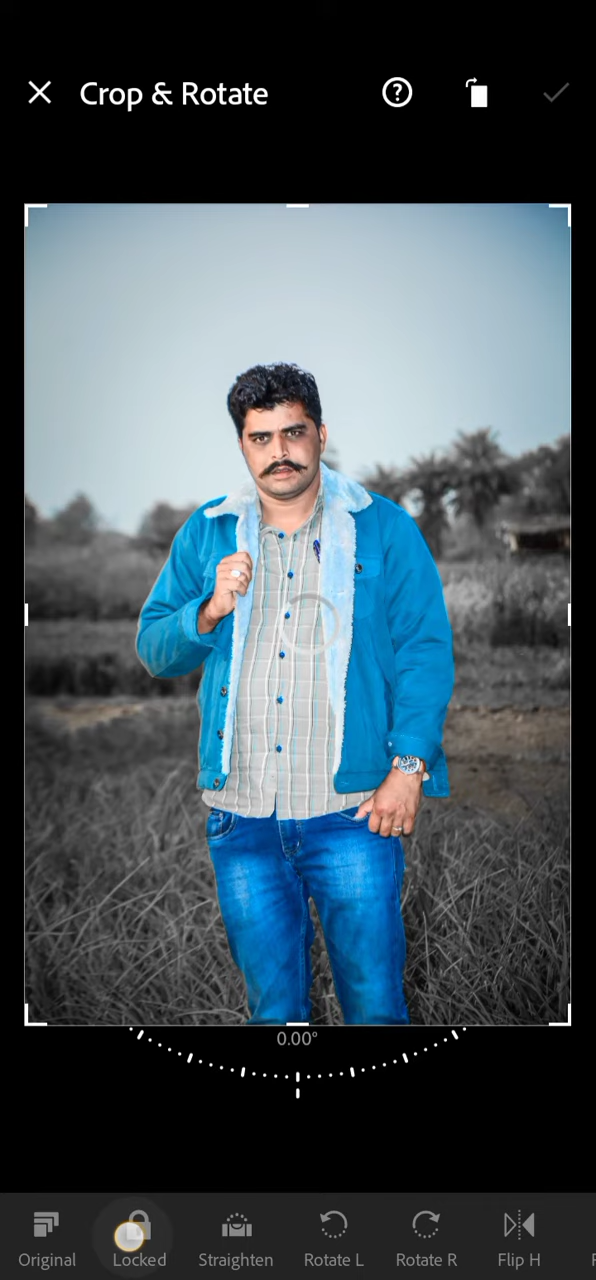 Crop & Rotate
0.00°
Original
Locked
Straighten
Rotate L
Rotate R
Flip H